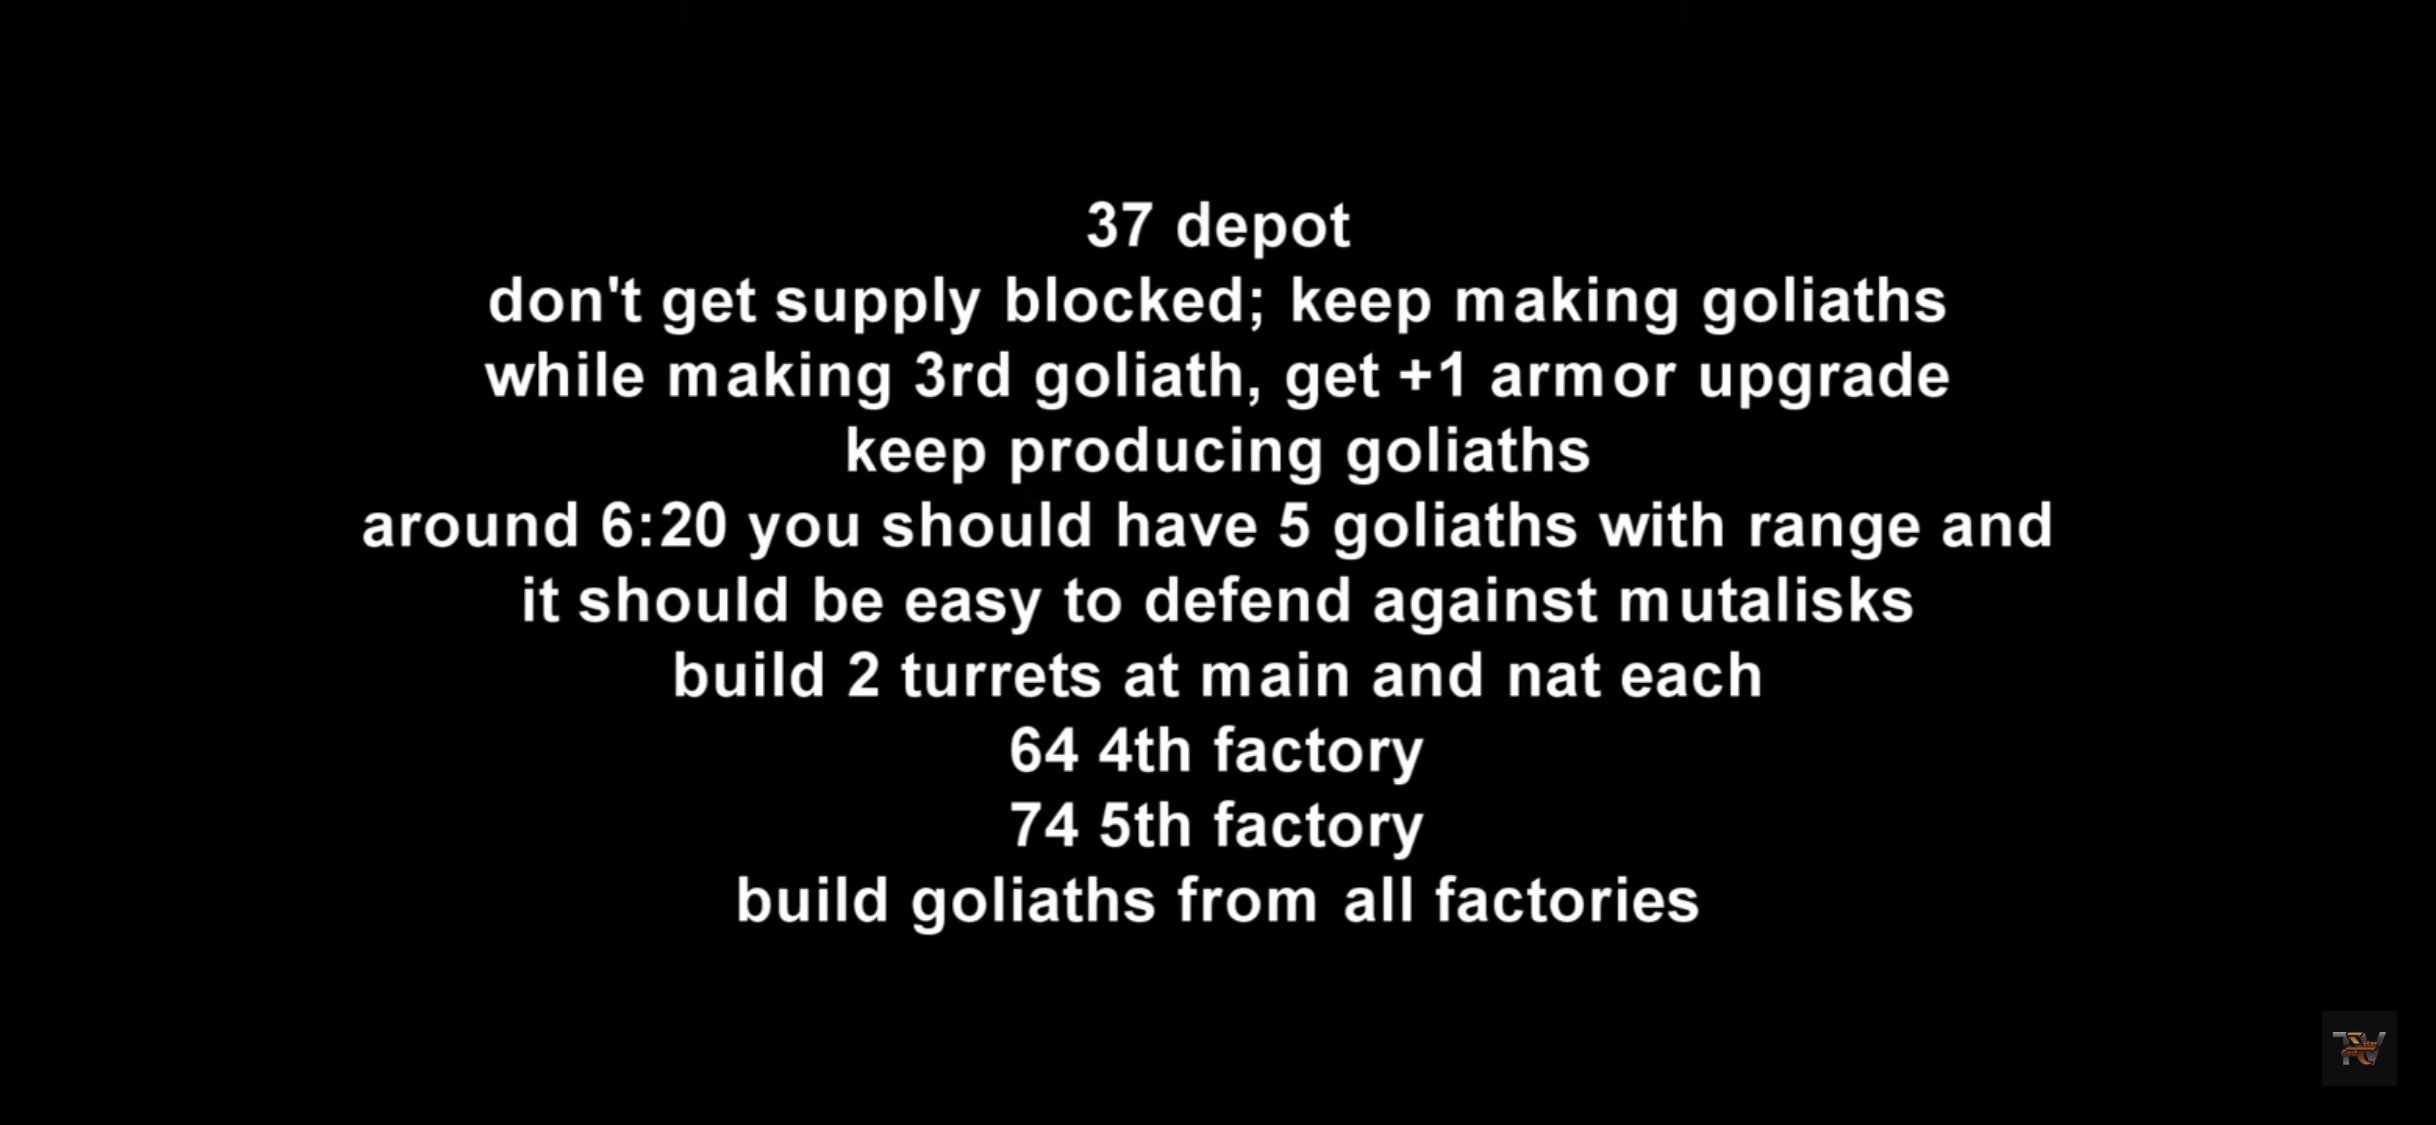 37 depot
don't get supply blocked; keep making goliaths
while making 3rd goliath, get +1 armor upgrade
keep producing goliaths
around 6:20 you should have 5 goliaths with range and
it should be easy to defend against mutalisks
build 2 turrets at main and nat each
64 4th factory
74 5th factory
build goliaths from all factories